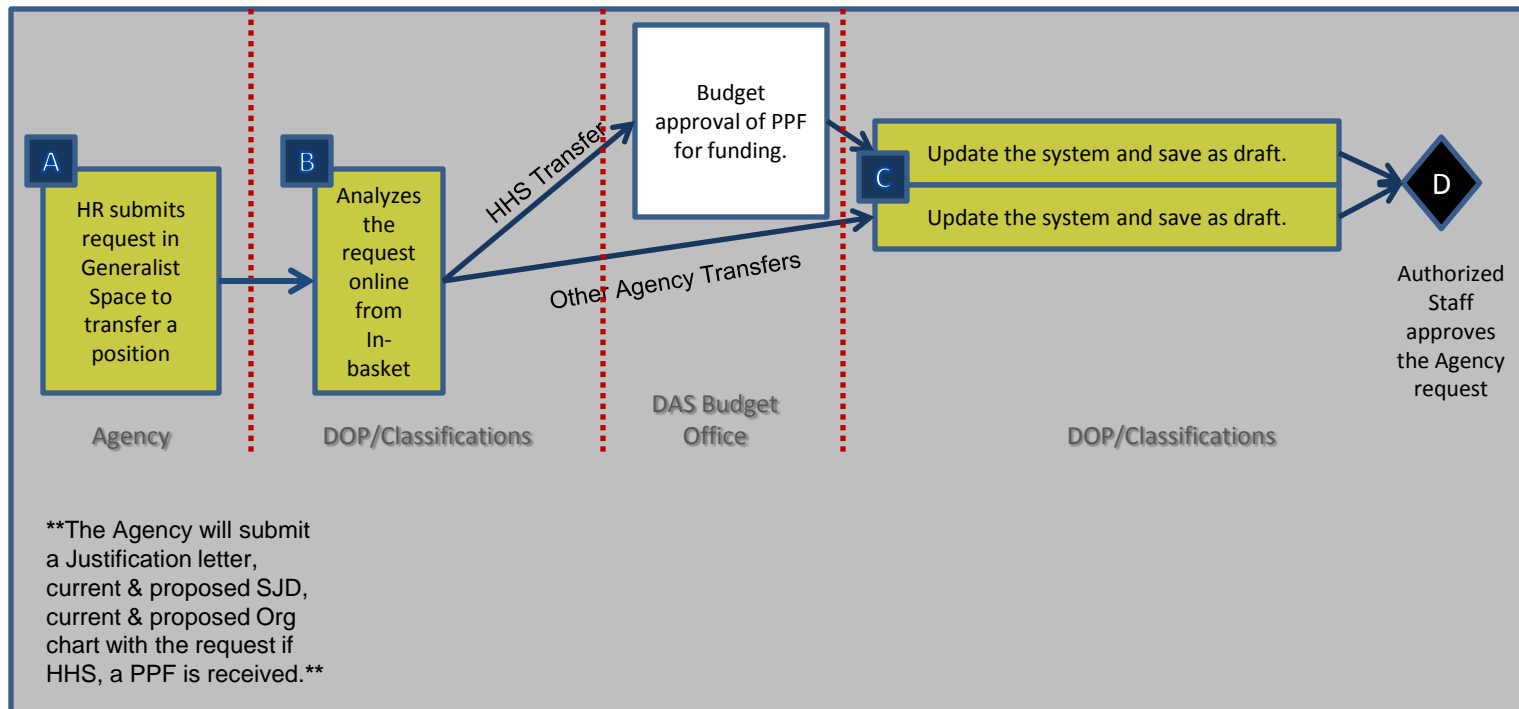 A
HR submits
request in
Generalist
Space to
transfer a
position
Agency
B
Analyzes
the
request
online
from
In-
basket
DOP/Classifications
HHS Transfer
Other Agency Transfers
Budget
approval of PPF
for funding.
DAS Budget
Office
C
Update the system and save as draft.
Update the system and save as draft.
D
Authorized
Staff
approves
the Agency
request
DOP/Classifications
**The Agency will submit
a Justification letter,
current & proposed SJD,
current & proposed Org
chart with the request if
HHS, a PPF is received.**